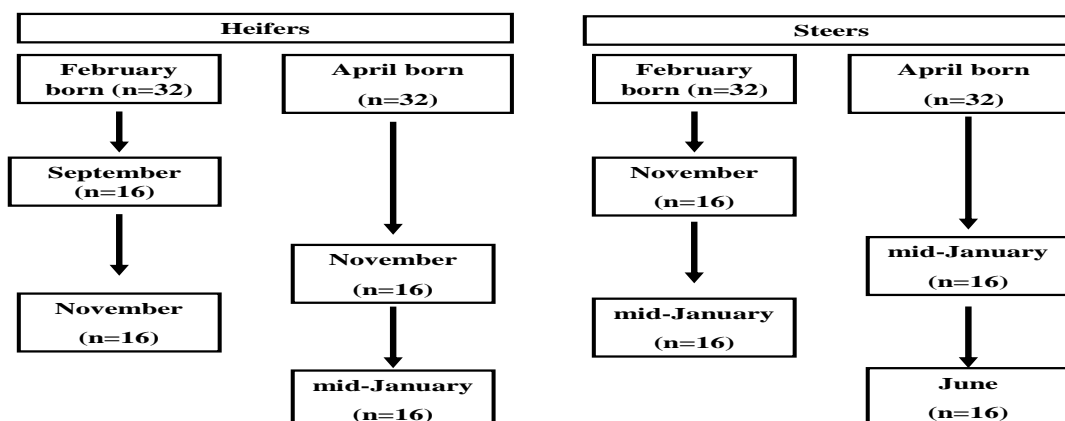 Heifers
February
born (n=32)
September
(n=16)
November
(n=16)
April born
(n=32)
November
(n=16)
mid-January
(n=16)
Steers
February
born (n=32)
November
(n=16)
mid-January
(n=16)
April born
(n=32)
mid-January
(n=16)
June
(n=16)